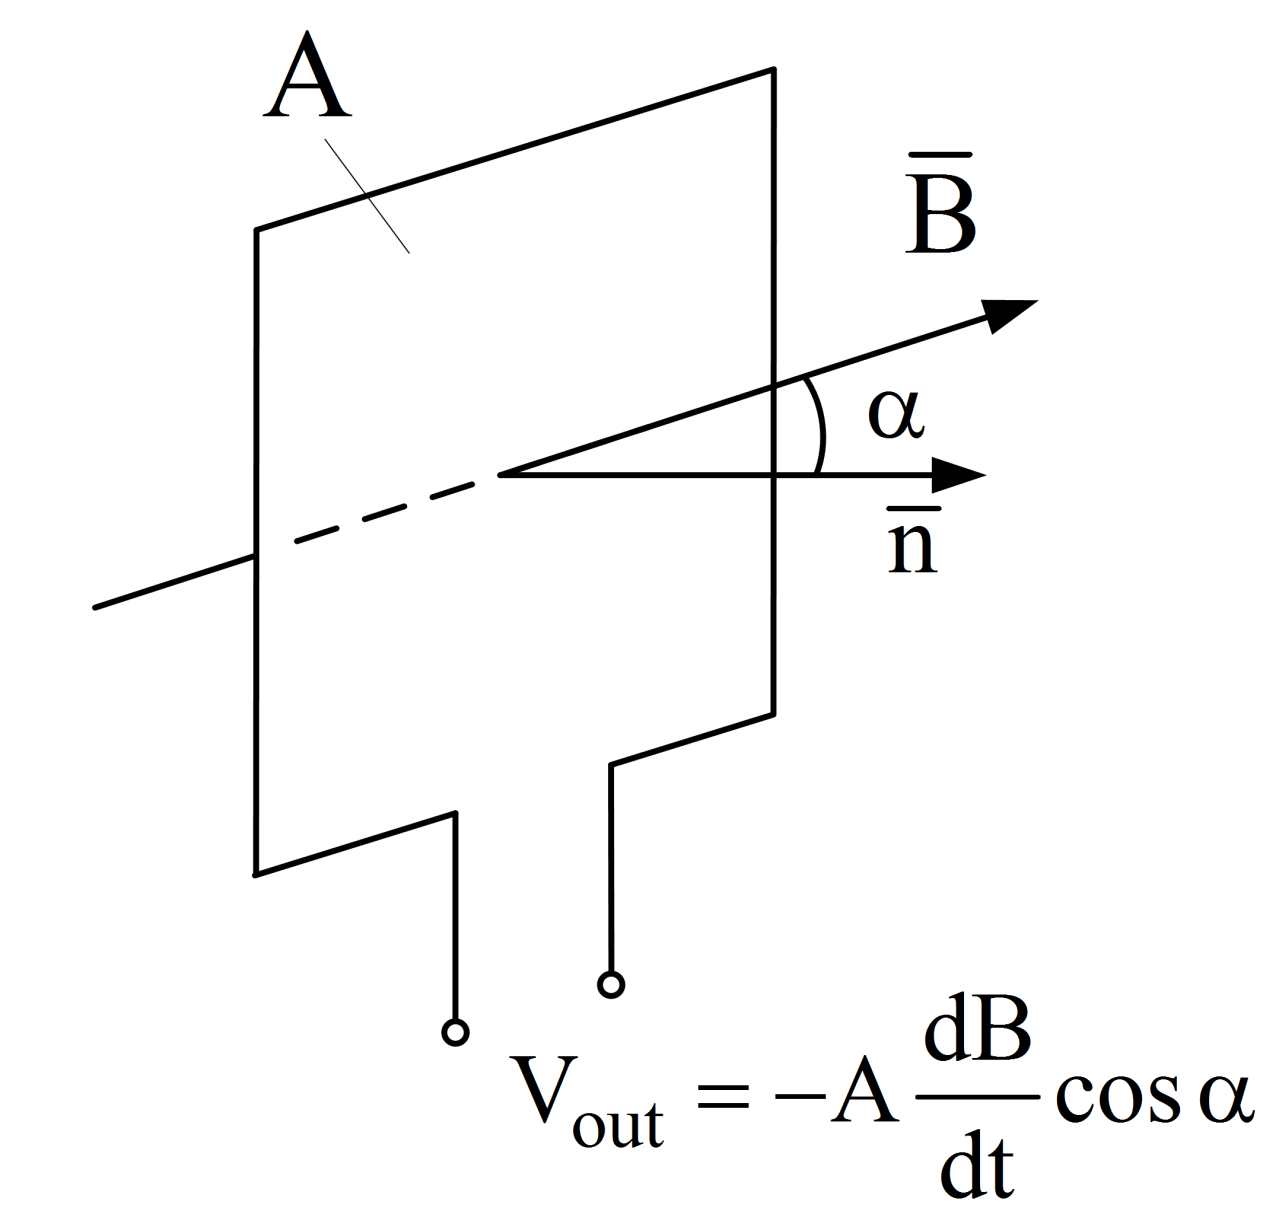 A
B̅
α
n̅
V_out = −A dB/dt cos α